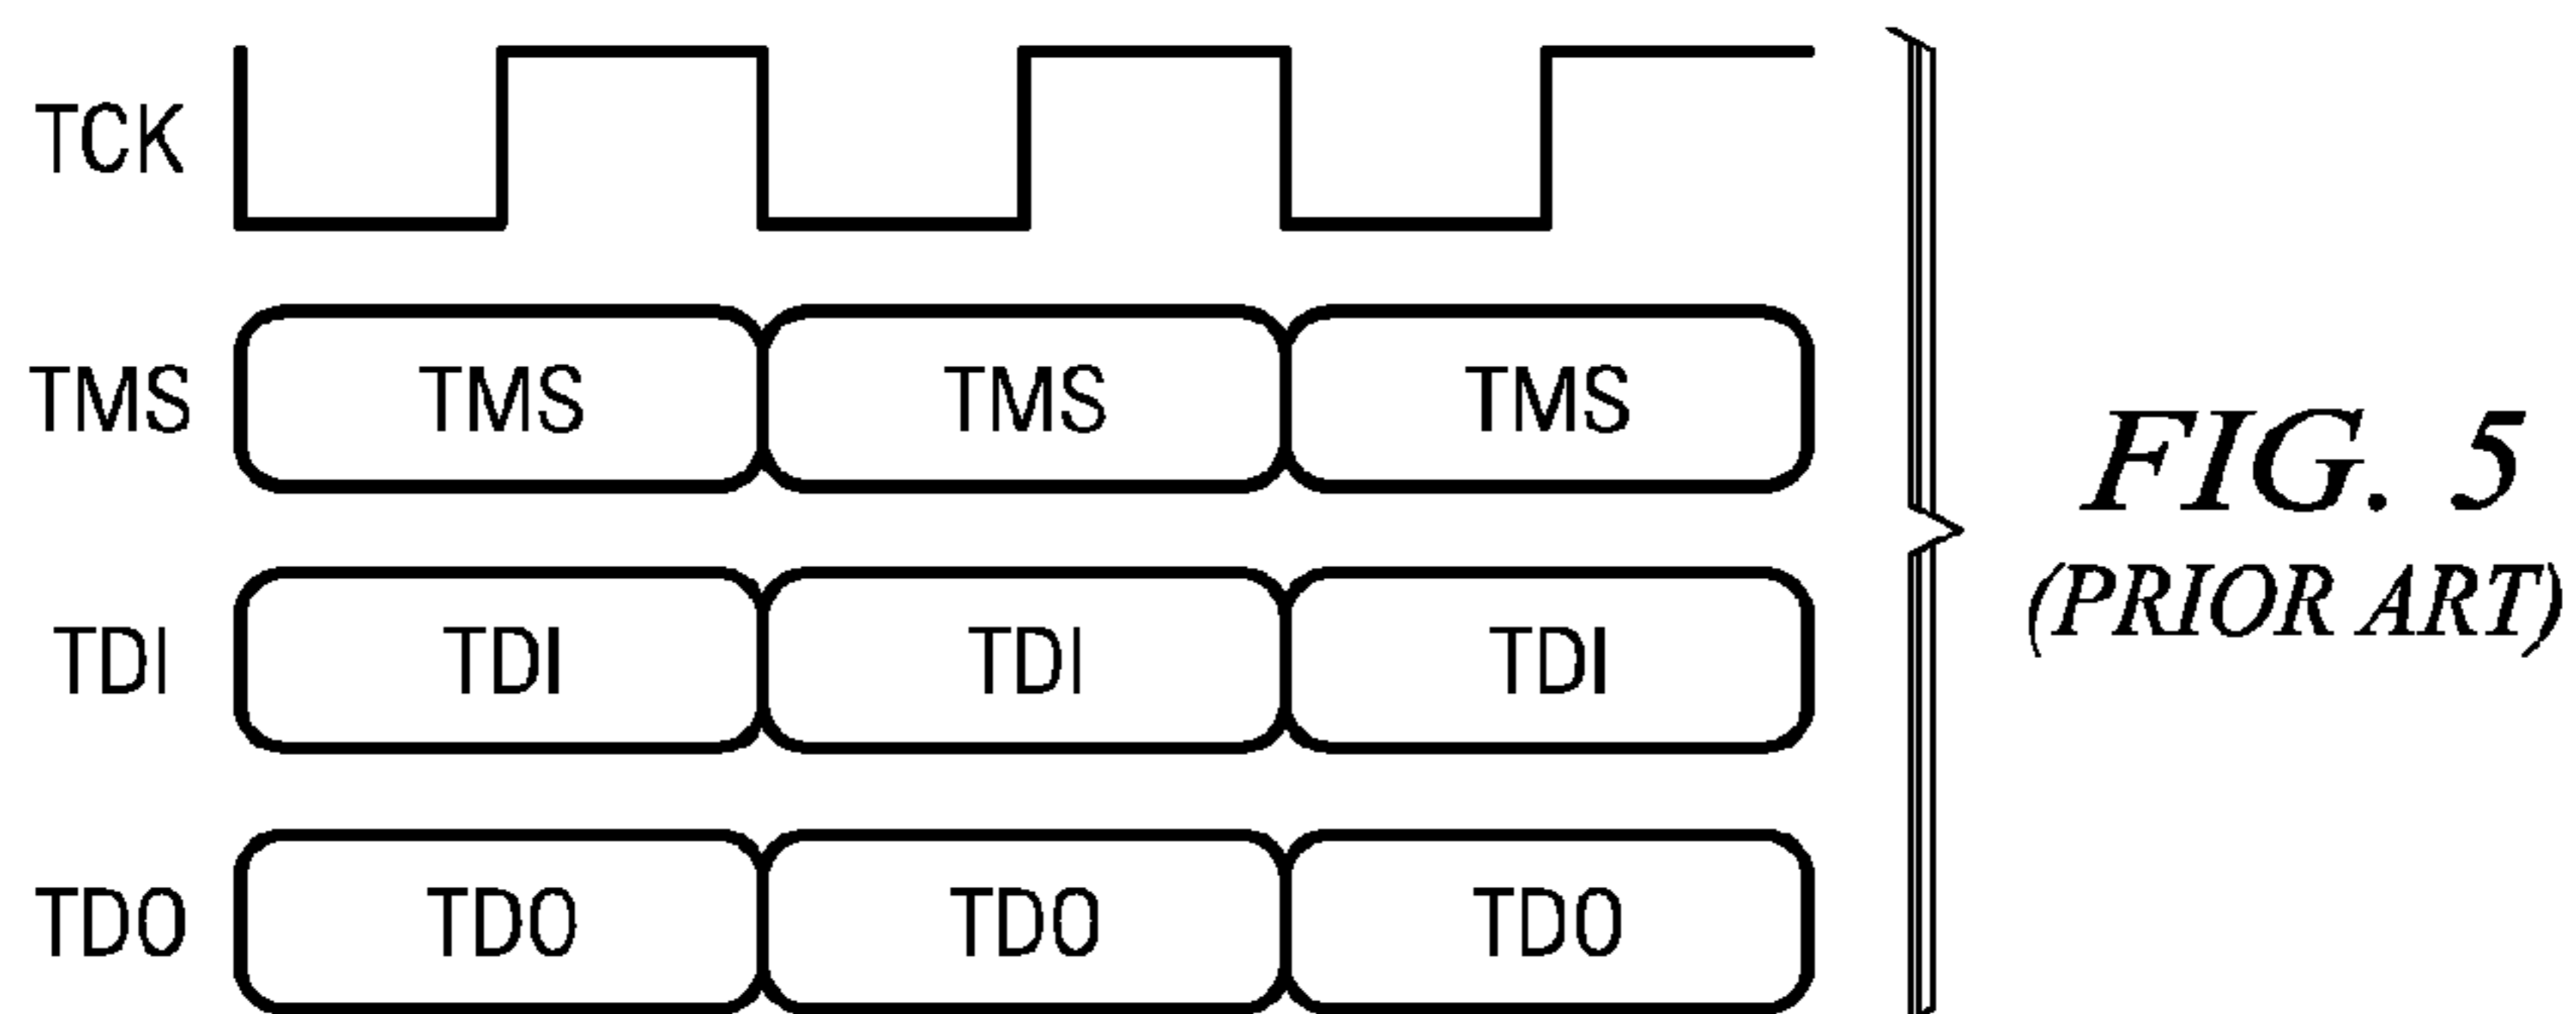 TCK
TMS TMS TMS TMS
TDI TDI TDI TDI
TDO TDO TDO TDO
FIG. 5
(PRIOR ART)